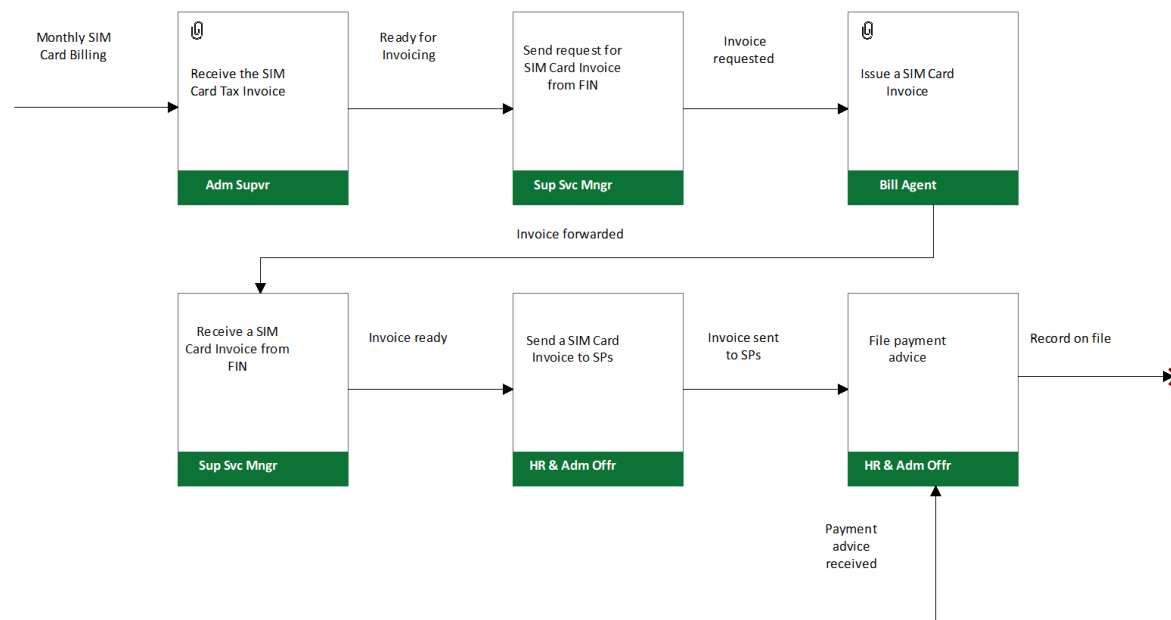 Monthly SIM
Card Billing
Receive the SIM
Card Tax Invoice
Adm Supvr
Ready for
Invoicing
Send request for
SIM Card Invoice
from FIN
Sup Svc Mngr
Invoice
requested
Issue a SIM Card
Invoice
Bill Agent
Invoice forwarded
Receive a SIM
Card Invoice from
FIN
Sup Svc Mngr
Invoice ready
Send a SIM Card
Invoice to SPs
HR & Adm Offr
Invoice sent
to SPs
File payment
advice
HR & Adm Offr
Record on file
Payment
advice
received